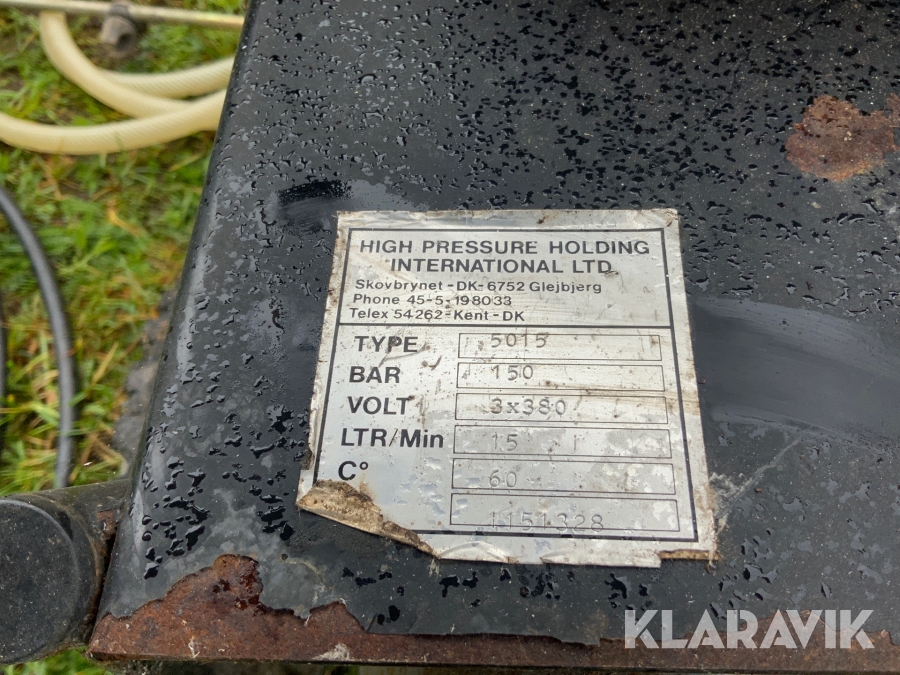 HIGH PRESSURE HOLDING
INTERNATIONAL LTD
Skovbrynet - DK- 6752 Glejbjerg
Phone 45-5-198033
Telex 54262-Kent - DK
TYPE 5015
BAR 150
VOLT 3x380
LTR/Min 15
C° 60
1151328
KLARAVIK